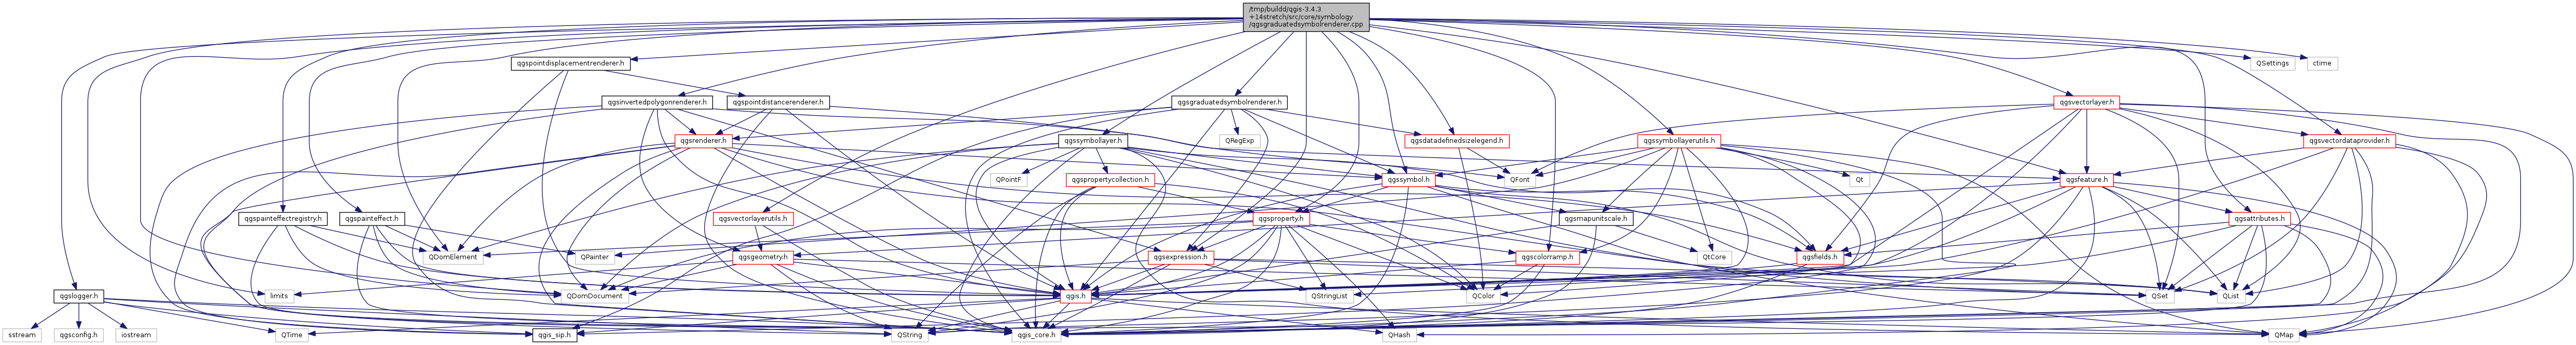 /tmp/buildd/qgis-3.4.3
+14stretch/src/core/symbology
/qgsgraduatedsymbolrenderer.cpp
qgspointdisplacementrenderer.h
QSettings
ctime
qgsinvertedpolygonrenderer.h
qgspointdistancerenderer.h
qgsgraduatedsymbolrenderer.h
qgsvectorlayer.h
qgsrenderer.h
qgssymbollayer.h
QRegExp
qgsdatadefinedsizelegend.h
qgssymbollayerutils.h
qgsvectordataprovider.h
QPointF
qgspropertycollection.h
QFont
qgssymbol.h
Qt
qgsfeature.h
qgspainteffectregistry.h
qgspainteffect.h
qgsvectorlayerutils.h
qgsproperty.h
qgsmapunitscale.h
qgsattributes.h
QDomElement
QPainter
qgsgeometry.h
qgsexpression.h
qgscolorramp.h
QtCore
qgsfields.h
qgslogger.h
limits
QDomDocument
qgis.h
QStringList
QColor
QSet
QList
sstream
qgsconfig.h
iostream
QTime
qgis_sip.h
QString
qgis_core.h
QHash
QMap